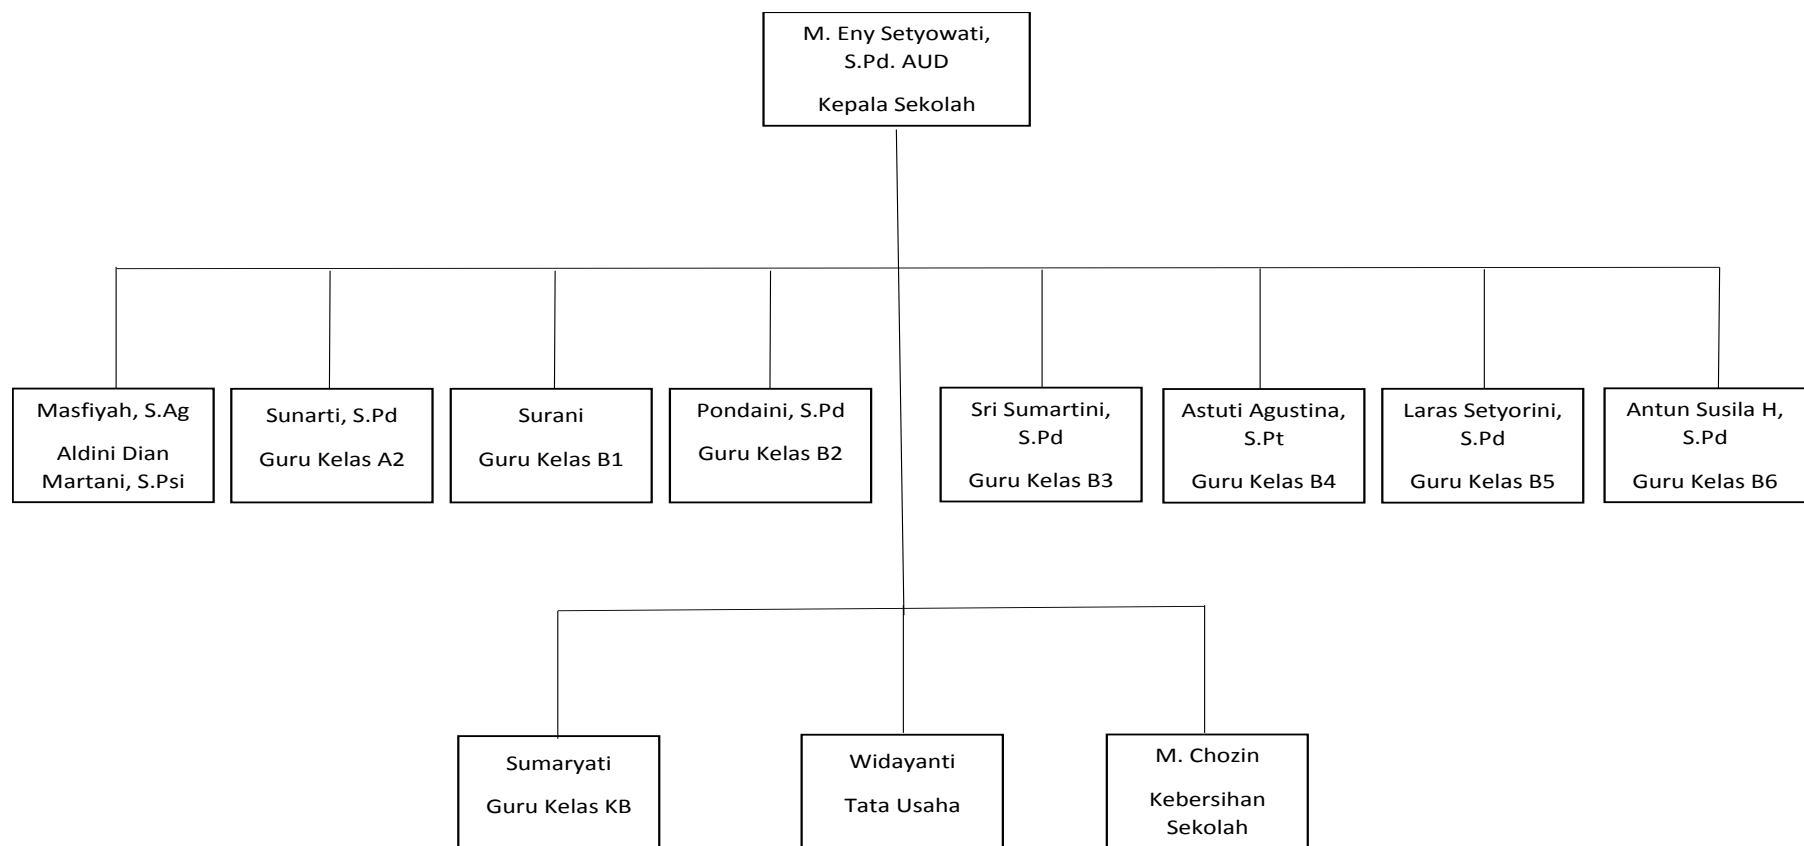 M. Eny Setyowati,
S.Pd. AUD
Kepala Sekolah
Masfiyah, S.Ag
Aldini Dian
Martani, S.Psi
Sunarti, S.Pd
Guru Kelas A2
Surani
Guru Kelas B1
Pondaini, S.Pd
Guru Kelas B2
Sri Sumartini,
S.Pd
Guru Kelas B3
Astuti Agustina,
S.Pt
Guru Kelas B4
Laras Setyorini,
S.Pd
Guru Kelas B5
Antun Susila H,
S.Pd
Guru Kelas B6
Sumaryati
Guru Kelas KB
Widayanti
Tata Usaha
M. Chozin
Kebersihan
Sekolah